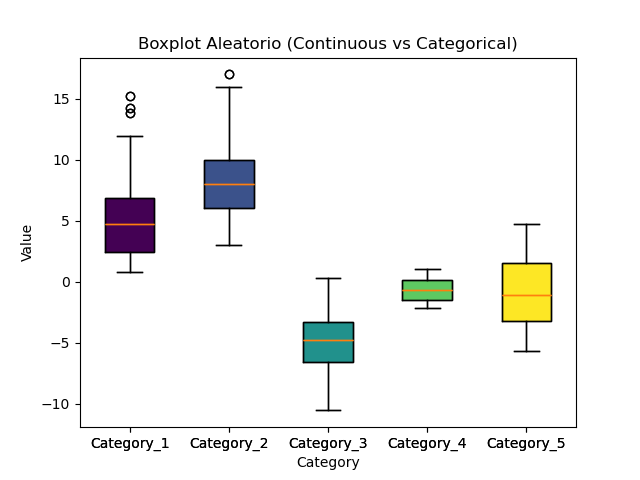 Boxplot Aleatorio (Continuous vs Categorical)
15
10
5
0
−5
−10
Value
Category_1 Category_2 Category_3 Category_4 Category_5
Category